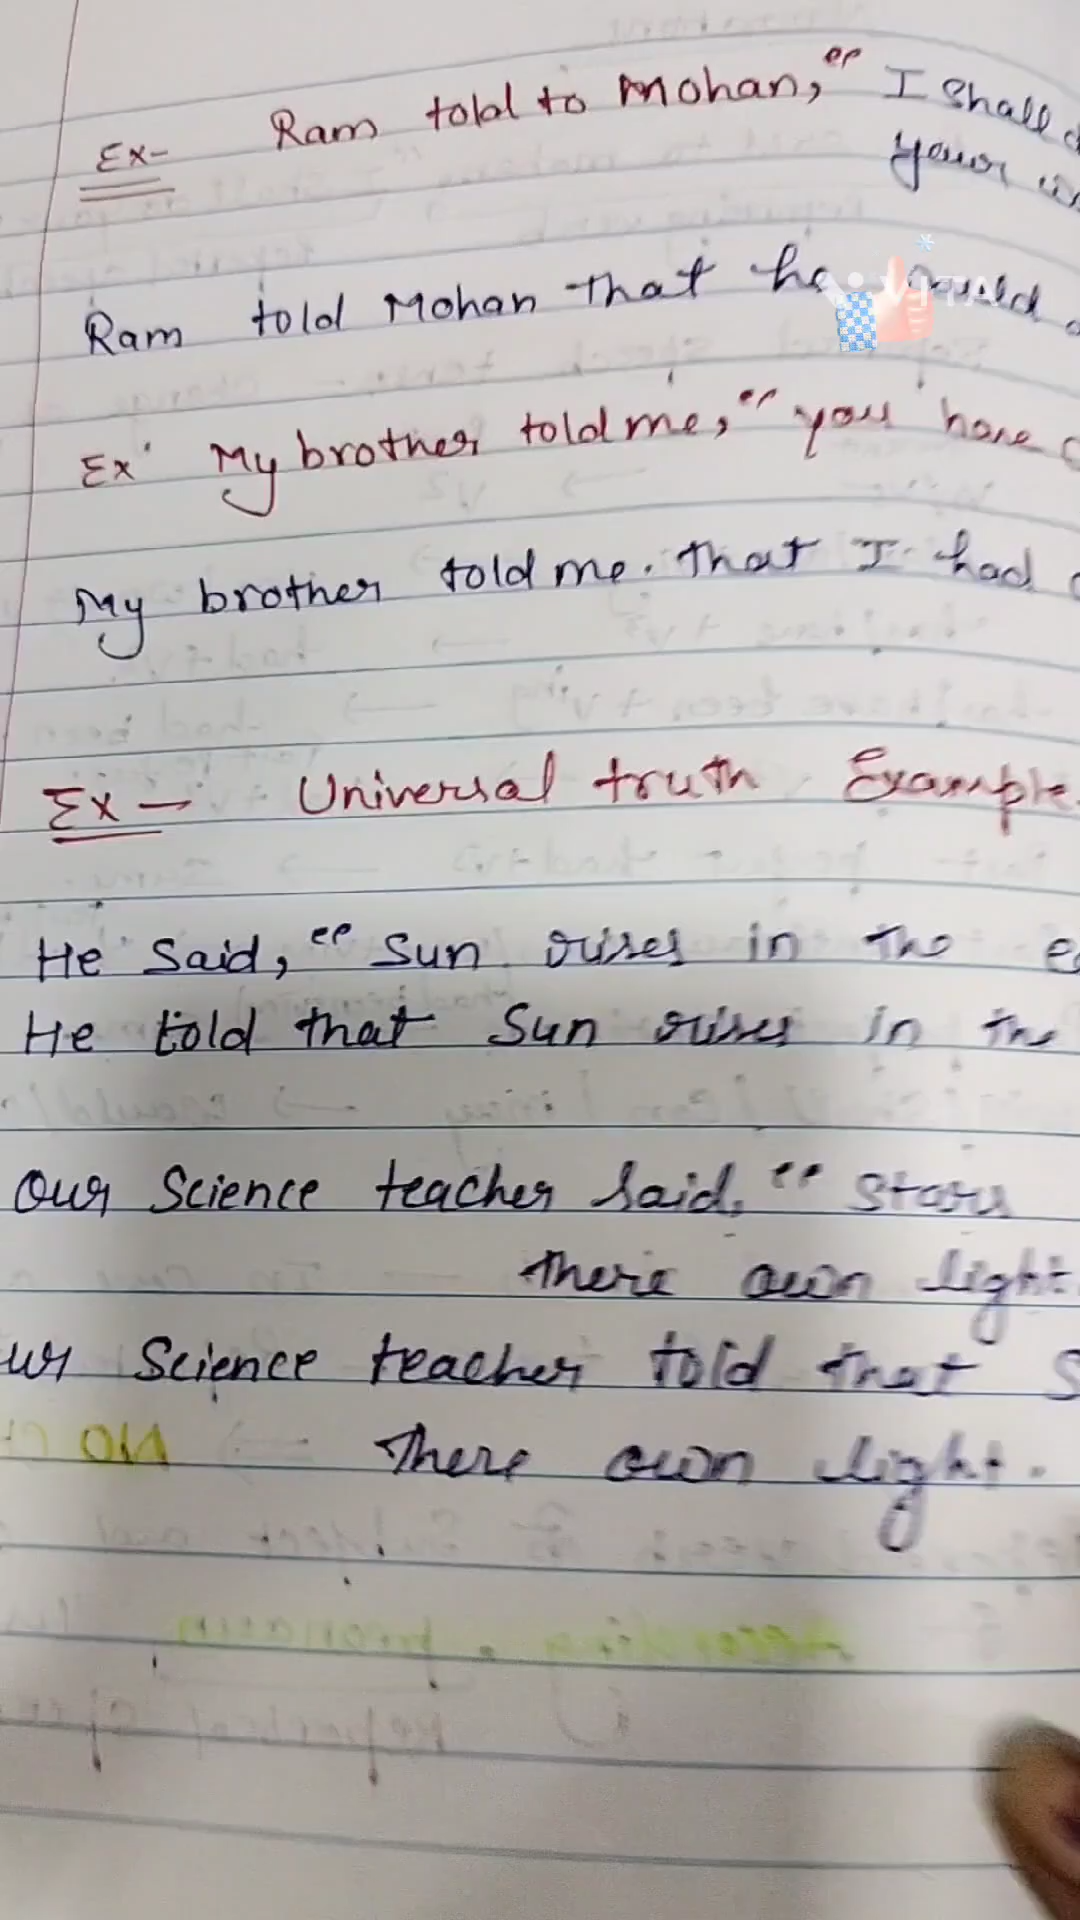 Ex- Ram told to Mohan, " I shall
your
Ram told Mohan that he would
Ex. My brother told me, " you have
My brother told me. that I had
Ex - Universal truth Example.
He said, " Sun rises in the
He told that Sun rises in the
Our Science teacher said, " Stars
there own light.
Science teacher told that
there own light.